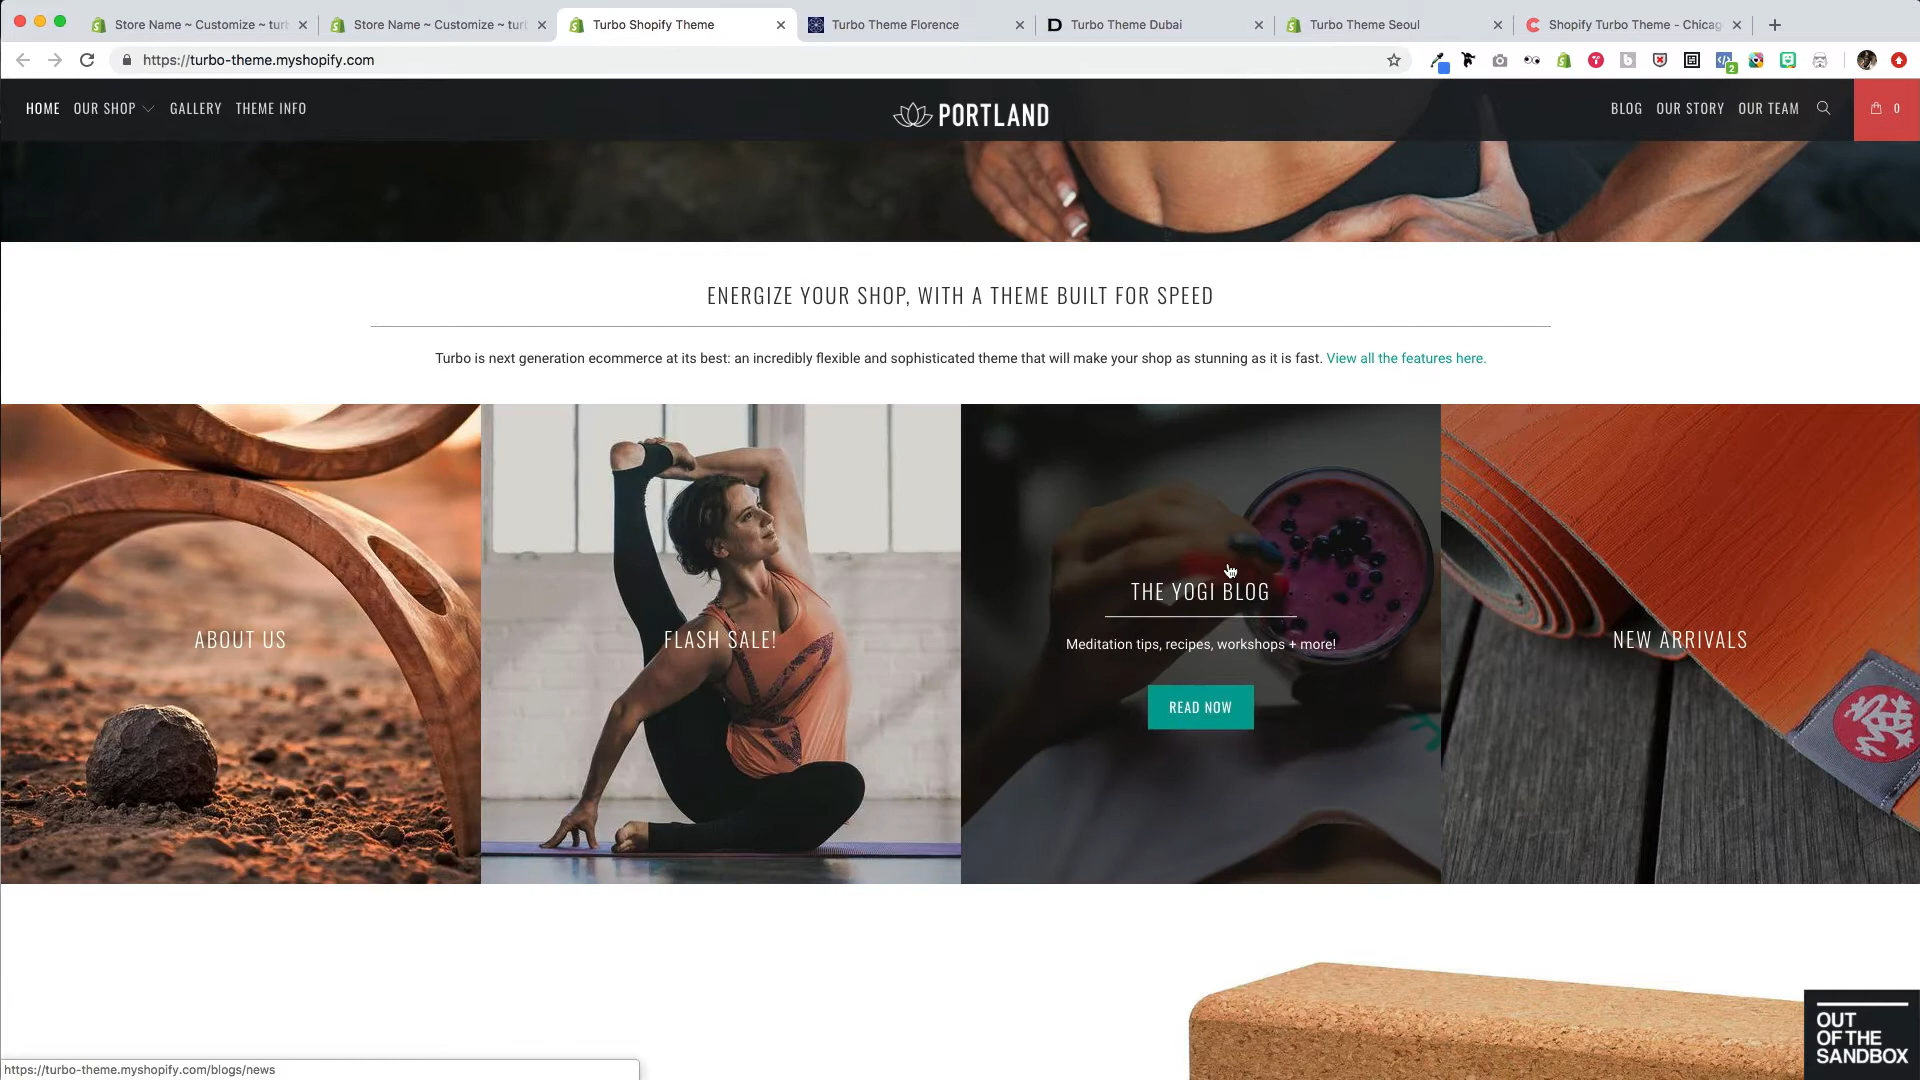 Store Name ~ Customize ~ tur
Store Name ~ Customize ~ tur
Turbo Shopify Theme
Turbo Theme Florence
Turbo Theme Dubai
Turbo Theme Seoul
Shopify Turbo Theme - Chicag
https://turbo-theme.myshopify.com
2
HOME OUR SHOP GALLERY THEME INFO
PORTLAND
BLOG OUR STORY OUR TEAM 0
ENERGIZE YOUR SHOP, WITH A THEME BUILT FOR SPEED
Turbo is next generation ecommerce at its best: an incredibly flexible and sophisticated theme that will make your shop as stunning as it is fast. View all the features here.
ABOUT US
FLASH SALE!
THE YOGI BLOG
Meditation tips, recipes, workshops + more!
READ NOW
NEW ARRIVALS
OUT
OF THE
SANDBOX
https://turbo-theme.myshopify.com/blogs/news